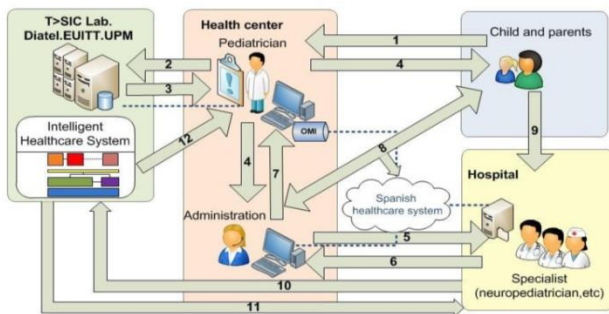 T>SIC Lab.
Diatel.EUITT.UPM
Health center
Pediatrician
Child and parents
1
2
3
4
OMI
Intelligent
Healthcare System
12
4
7
8
9
Spanish
healthcare system
Hospital
Administration
5
6
Specialist
(neuropediatrician,etc)
10
11